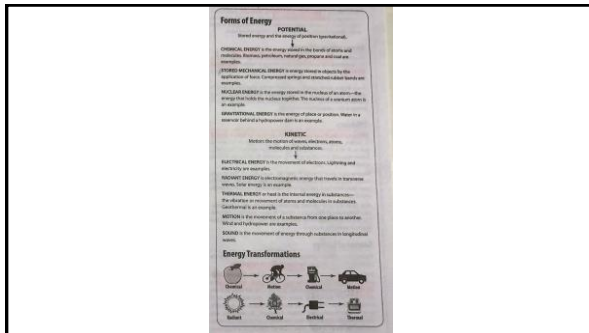 Forms of Energy
POTENTIAL
Stored energy and the energy of position (gravitational).
CHEMICAL ENERGY is the energy stored in the bonds of atoms and
molecules. Biomass, petroleum, natural gas, propane and coal are
examples.
STORED MECHANICAL ENERGY is energy stored in objects by the
application of force. Compressed springs and stretched rubber bands are
examples.
NUCLEAR ENERGY is the energy stored in the nucleus of an atom—the
energy that holds the nucleus together. The nucleus of a uranium atom is
an example.
GRAVITATIONAL ENERGY is the energy of place or position. Water in a
reservoir behind a hydropower dam is an example.
KINETIC
Motion: the motion of waves, electrons, atoms,
molecules and substances.
ELECTRICAL ENERGY is the movement of electrons. Lightning and
electricity are examples.
RADIANT ENERGY is electromagnetic energy that travels in transverse
waves. Solar energy is an example.
THERMAL ENERGY or heat is the internal energy in substances—
the vibration or movement of atoms and molecules in substances.
Geothermal is an example.
MOTION is the movement of a substance from one place to another.
Wind and hydropower are examples.
SOUND is the movement of energy through substances in longitudinal
waves.
Energy Transformations
Chemical Motion Chemical Motion
Radiant Chemical Electrical Thermal